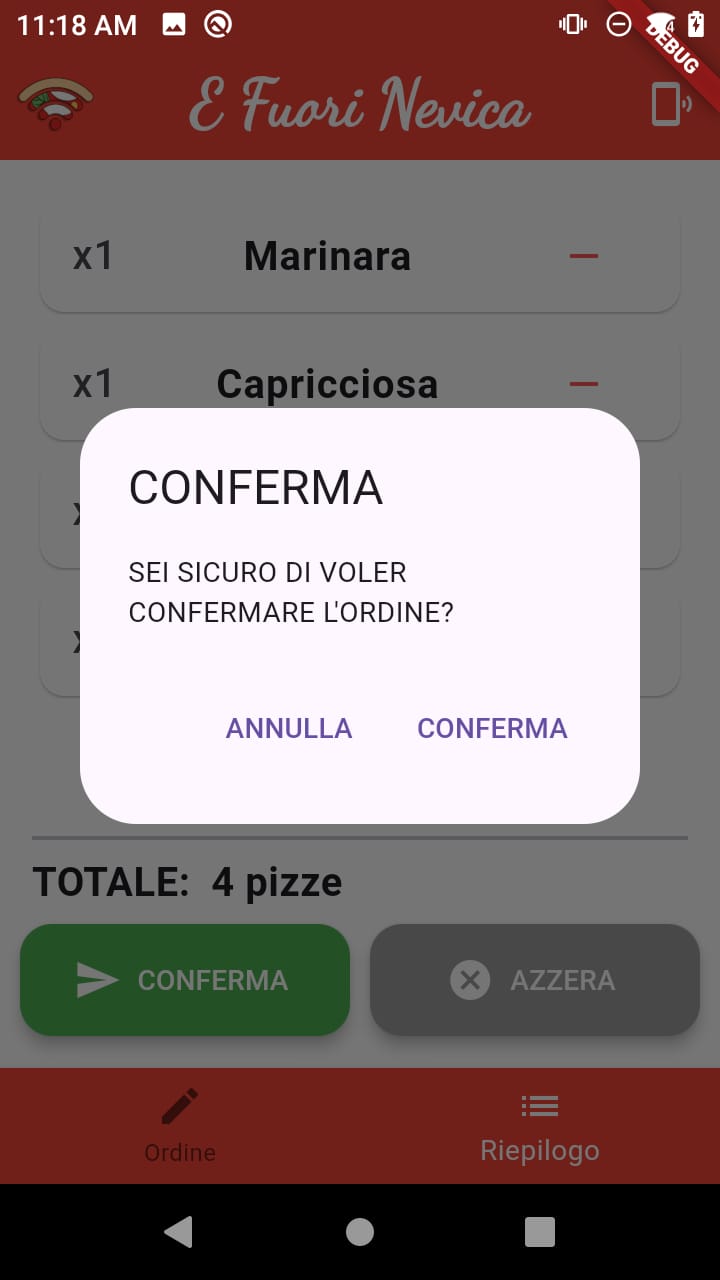 11:18 AM
DEBUG
E Fuori Nevica
x1 Marinara
x1 Capricciosa
CONFERMA
SEI SICURO DI VOLER
CONFERMARE L'ORDINE?
ANNULLA CONFERMA
TOTALE: 4 pizze
CONFERMA AZZERA
Ordine Riepilogo